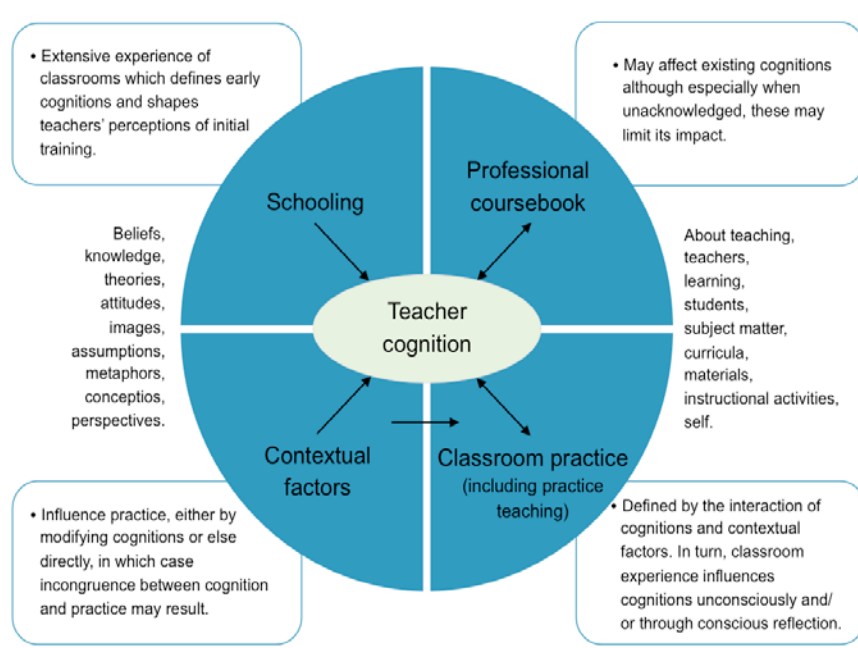 • Extensive experience of
classrooms which defines early
cognitions and shapes
teachers' perceptions of initial
training.
• May affect existing cognitions
although especially when
unacknowledged, these may
limit its impact.
Schooling
Professional
coursebook
Beliefs,
knowledge,
theories,
attitudes,
images,
assumptions,
metaphors,
conceptios,
perspectives.
Teacher
cognition
About teaching,
teachers,
learning,
students,
subject matter,
curricula,
materials,
instructional activities,
self.
Contextual
factors
Classroom practice
(including practice
teaching)
• Influence practice, either by
modifying cognitions or else
directly, in which case
incongruence between cognition
and practice may result.
• Defined by the interaction of
cognitions and contextual
factors. In turn, classroom
experience influences
cognitions unconsciously and/
or through conscious reflection.